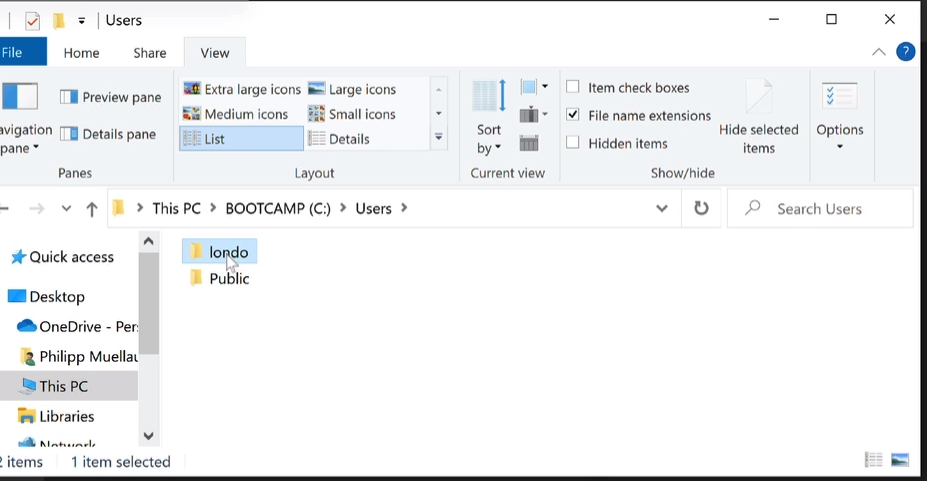 Users
File Home Share View
Preview pane
Details pane
avigation
pane
Panes
Extra large icons Large icons
Medium icons Small icons
List Details
Layout
Sort
by
Current view
Item check boxes
File name extensions
Hidden items
Hide selected
items
Show/hide
Options
This PC BOOTCAMP (C:) Users
Search Users
Quick access
Desktop
OneDrive - Per
Philipp Muellau
This PC
Libraries
Network
londo
Public
2 items 1 item selected